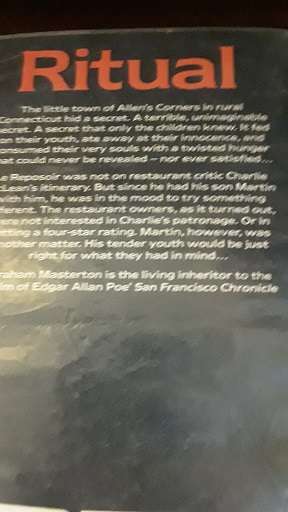 Ritual
The little town of Allen's Corners in rural
Connecticut hid a secret. A terrible, unimaginable
secret. A secret that only the children knew. It fed
on their youth, ate away at their innocence, and
consumed their very souls with a twisted hunger
that could never be revealed – nor ever satisfied...
Le Reposoir was not on restaurant critic Charlie
McLean's itinerary. But since he had his son Martin
with him, he was in the mood to try something
different. The restaurant owners, as it turned out,
were not interested in Charlie's patronage. Or in
getting a four-star rating. Martin, however, was
another matter. His tender youth would be just
right for what they had in mind...
Graham Masterton is the living inheritor to the
realm of Edgar Allan Poe' San Francisco Chronicle